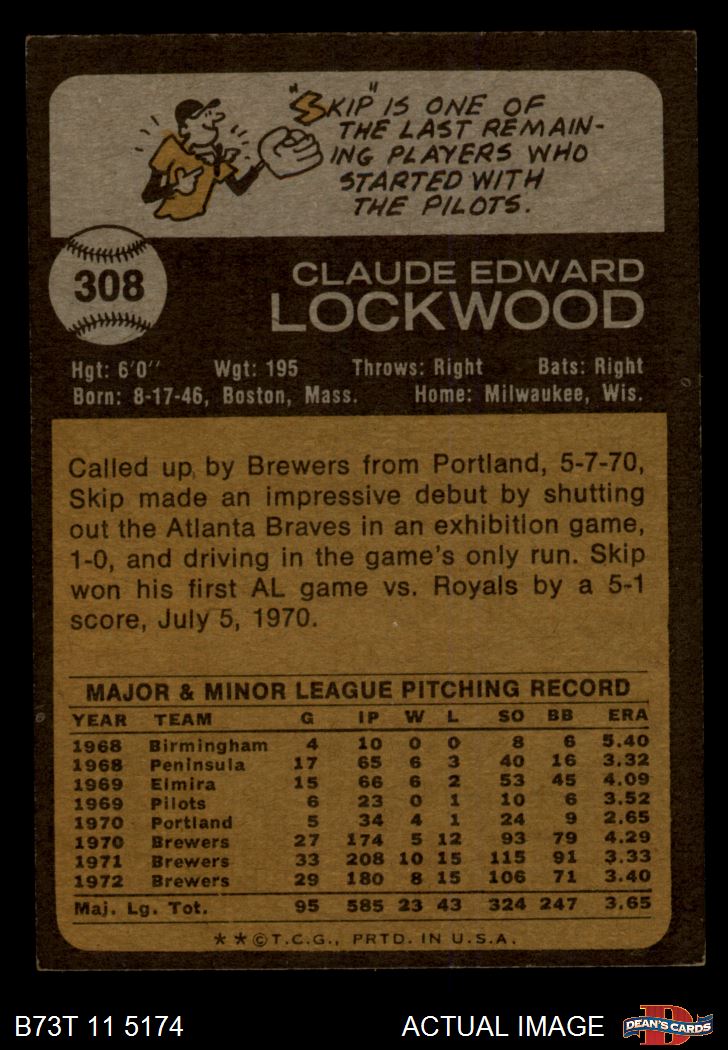 "SKIP" IS ONE OF
THE LAST REMAIN-
ING PLAYERS WHO
STARTED WITH
THE PILOTS.
308
CLAUDE EDWARD
LOCKWOOD
Hgt: 6'0" Wgt: 195 Throws: Right Bats: Right
Born: 8-17-46, Boston, Mass. Home: Milwaukee, Wis.
Called up by Brewers from Portland, 5-7-70,
Skip made an impressive debut by shutting
out the Atlanta Braves in an exhibition game,
1-0, and driving in the game's only run. Skip
won his first AL game vs. Royals by a 5-1
score, July 5, 1970.
MAJOR & MINOR LEAGUE PITCHING RECORD
YEAR TEAM G IP W L SO BB ERA
1968 Birmingham 4 10 0 0 8 6 5.40
1968 Peninsula 17 65 6 3 40 16 3.32
1969 Elmira 15 66 6 2 53 45 4.09
1969 Pilots 6 23 0 1 10 6 3.52
1970 Portland 5 34 4 1 24 9 2.65
1970 Brewers 27 174 5 12 93 79 4.29
1971 Brewers 33 208 10 15 115 91 3.33
1972 Brewers 29 180 8 15 106 71 3.40
Maj. Lg. Tot. 95 585 23 43 324 247 3.65
* * © T.C.G., PRTD. IN U.S.A.
B73T 11 5174 ACTUAL IMAGE D DEAN'S CARDS